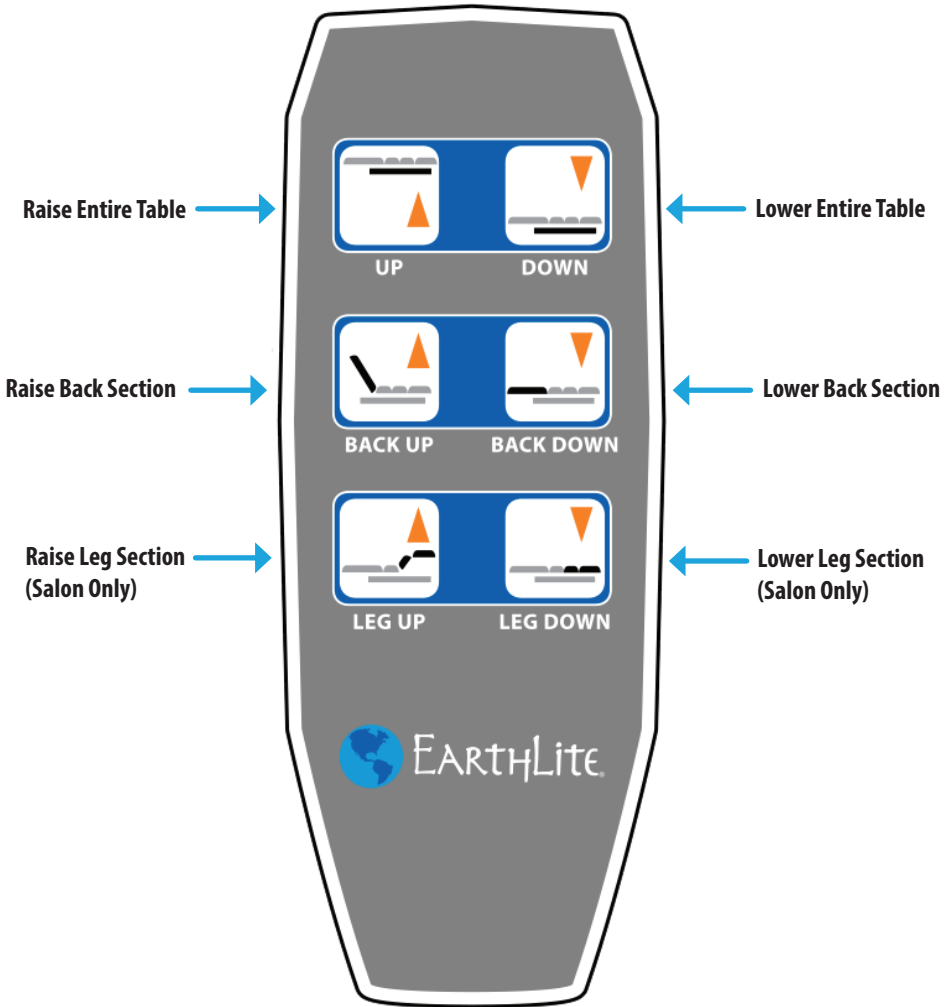 Raise Entire Table
Lower Entire Table
UP
DOWN
Raise Back Section
Lower Back Section
BACK UP
BACK DOWN
Raise Leg Section
(Salon Only)
Lower Leg Section
(Salon Only)
LEG UP
LEG DOWN
EARTHLITE®